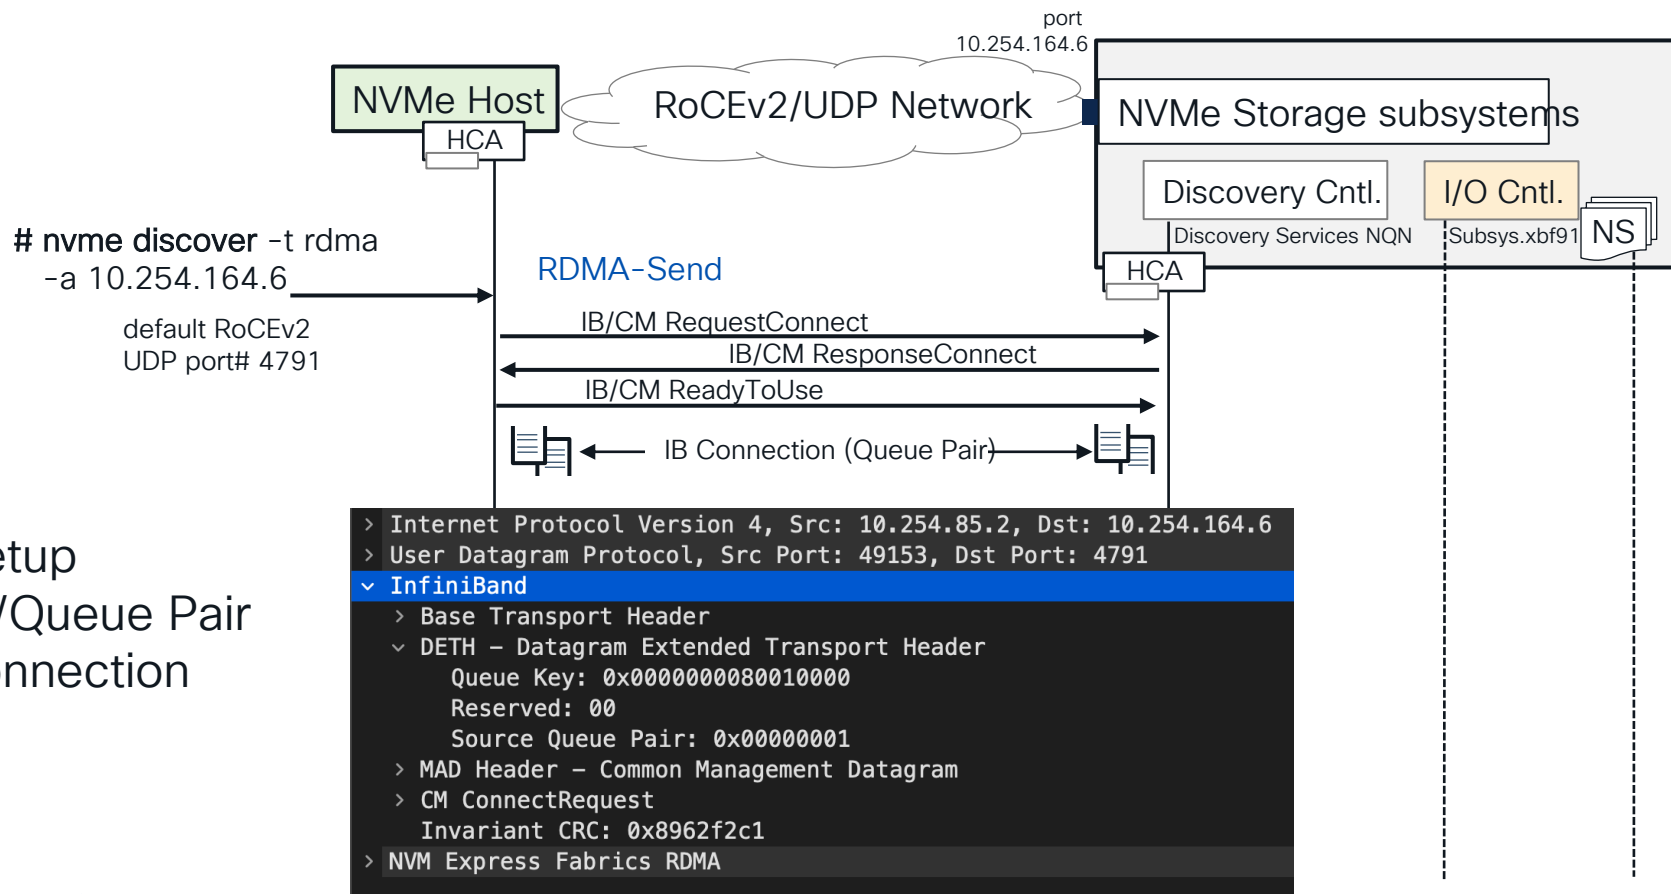 port
10.254.164.6
NVMe Host
HCA
RoCEv2/UDP Network
NVMe Storage subsystems
Discovery Cntl.
I/O Cntl.
Discovery Services NQN
Subsys.xbf91
NS
HCA
# nvme discover -t rdma
-a 10.254.164.6
default RoCEv2
UDP port# 4791
RDMA-Send
IB/CM RequestConnect
IB/CM ResponseConnect
IB/CM ReadyToUse
IB Connection (Queue Pair)
etup
/Queue Pair
nnection
> Internet Protocol Version 4, Src: 10.254.85.2, Dst: 10.254.164.6
> User Datagram Protocol, Src Port: 49153, Dst Port: 4791
InfiniBand
> Base Transport Header
DETH – Datagram Extended Transport Header
Queue Key: 0x0000000080010000
Reserved: 00
Source Queue Pair: 0x00000001
> MAD Header – Common Management Datagram
> CM ConnectRequest
Invariant CRC: 0x8962f2c1
> NVM Express Fabrics RDMA